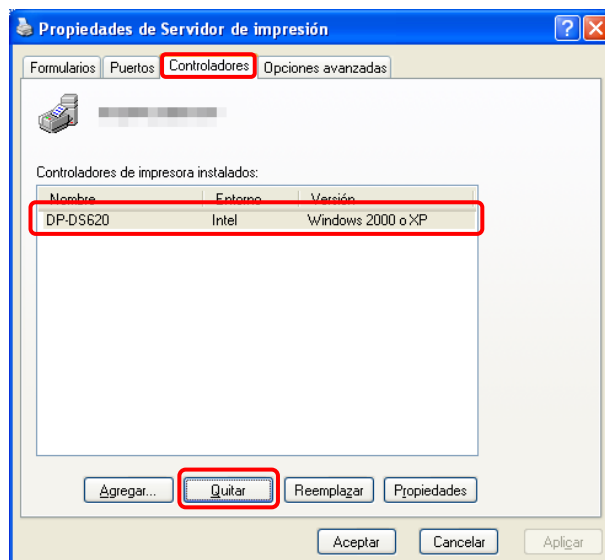 Propiedades de Servidor de impresión
Formularios Puertos Controladores Opciones avanzadas
Controladores de impresora instalados:
Nombre Entorno Versión
DP-DS620 Intel Windows 2000 o XP
Agregar... Quitar Reemplazar Propiedades
Aceptar Cancelar Aplicar